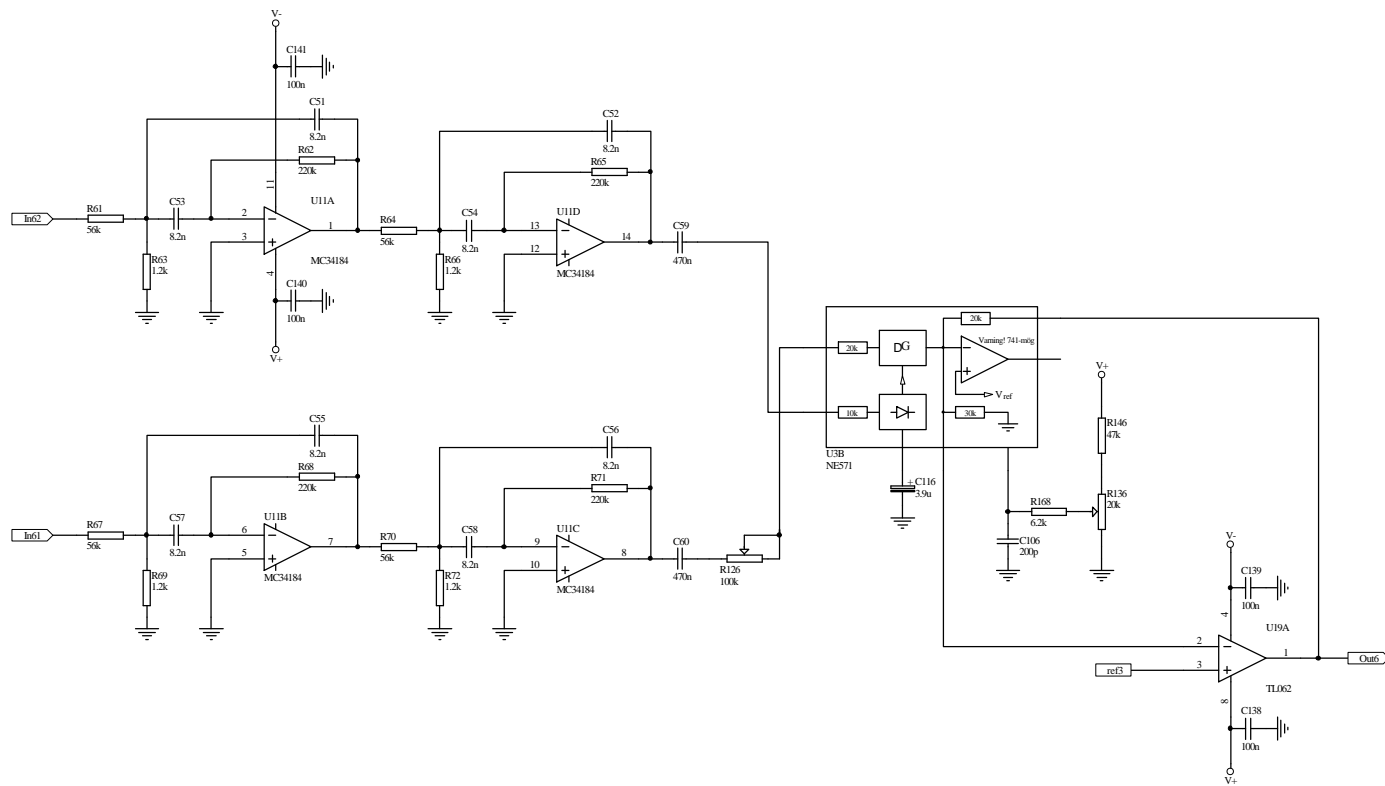 V-
C141
100n
C51
8.2n
R62
220k
11
In62
R61
56k
C53
8.2n
2
3
U11A
1
MC34184
R63
1.2k
4
C140
100n
V+
C52
8.2n
R65
220k
R64
56k
C54
8.2n
13
12
U11D
14
MC34184
R66
1.2k
C59
470n
20k
DG
10k
20k
Varning! 741-mög
Vref
30k
U3B
NE571
C116
3.9u
V+
R146
47k
R168
6.2k
R136
20k
C106
200p
C55
8.2n
R68
220k
In61
R67
56k
C57
8.2n
6
5
U11B
7
MC34184
R69
1.2k
C56
8.2n
R71
220k
R70
56k
C58
8.2n
9
10
U11C
8
MC34184
R72
1.2k
C60
470n
R126
100k
V-
C139
100n
4
U19A
2
3
1
ref3
Out6
TL062
8
C138
100n
V+